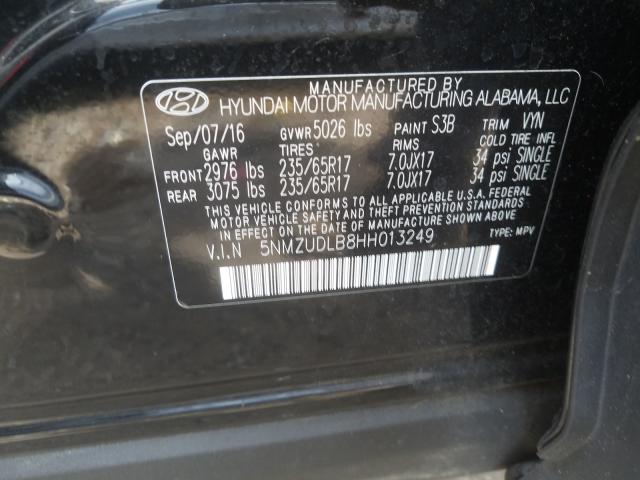 MANUFACTURED BY
HYUNDAI MOTOR MANUFACTURING ALABAMA, LLC
Sep/07/16 GVWR 5026 lbs PAINT S3B TRIM VYN
GAWR TIRES RIMS COLD TIRE INFL
FRONT 2976 lbs 235/65R17 7.0JX17 34 psi SINGLE
REAR 3075 lbs 235/65R17 7.0JX17 34 psi SINGLE
THIS VEHICLE CONFORMS TO ALL APPLICABLE U.S.A. FEDERAL
MOTOR VEHICLE SAFETY AND THEFT PREVENTION STANDARDS
IN EFFECT ON THE DATE OF MANUFACTURE SHOWN ABOVE.
V.I.N 5NMZUDLB8HH013249 TYPE: MPV